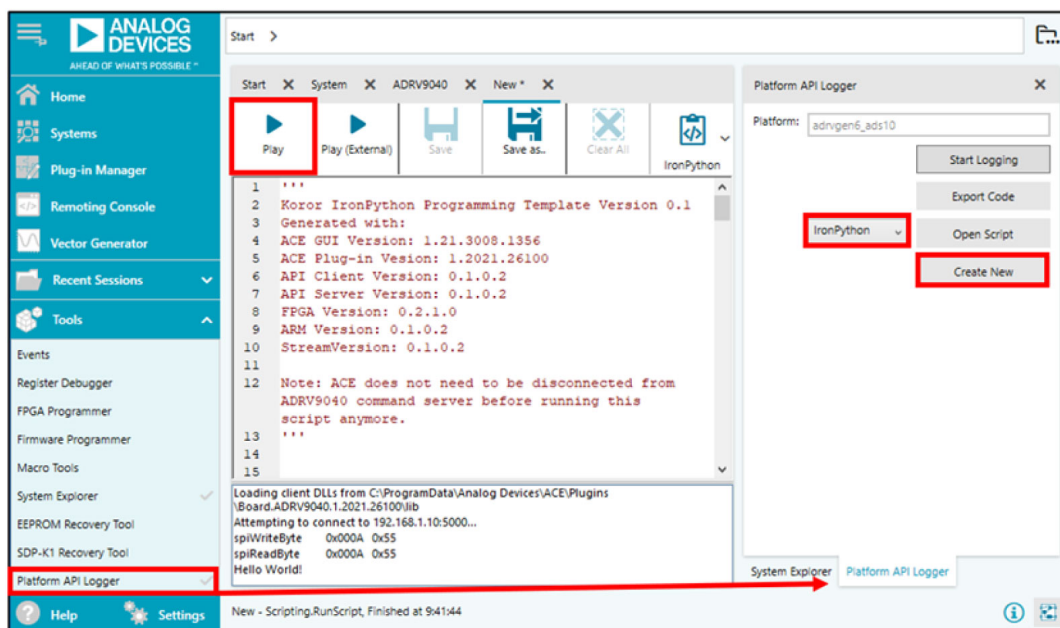 ANALOG
DEVICES
AHEAD OF WHAT'S POSSIBLE ™
Home
Systems
Plug-in Manager
Remoting Console
Vector Generator
Recent Sessions
Tools
Events
Register Debugger
FPGA Programmer
Firmware Programmer
Macro Tools
System Explorer
EEPROM Recovery Tool
SDP-K1 Recovery Tool
Platform API Logger
Help Settings
Start >
Start X System X ADRV9040 X New * X
Play Play (External) Save Save as.. Clear All IronPython
1 '''
2 Koror IronPython Programming Template Version 0.1
3 Generated with:
4 ACE GUI Version: 1.21.3008.1356
5 ACE Plug-in Vesion: 1.2021.26100
6 API Client Version: 0.1.0.2
7 API Server Version: 0.1.0.2
8 FPGA Version: 0.2.1.0
9 ARM Version: 0.1.0.2
10 StreamVersion: 0.1.0.2
11
12 Note: ACE does not need to be disconnected from
ADRV9040 command server before running this
script anymore.
13 '''
14
15
Loading client DLLs from C:\ProgramData\Analog Devices\ACE\Plugins
\Board.ADRV9040.1.2021.26100\lib
Attempting to connect to 192.168.1.10:5000...
spiWriteByte 0x000A 0x55
spiReadByte 0x000A 0x55
Hello World!
New - Scripting.RunScript, Finished at 9:41:44
Platform API Logger X
Platform: adrvgen6_ads10
Start Logging
Export Code
IronPython
Open Script
Create New
System Explorer Platform API Logger